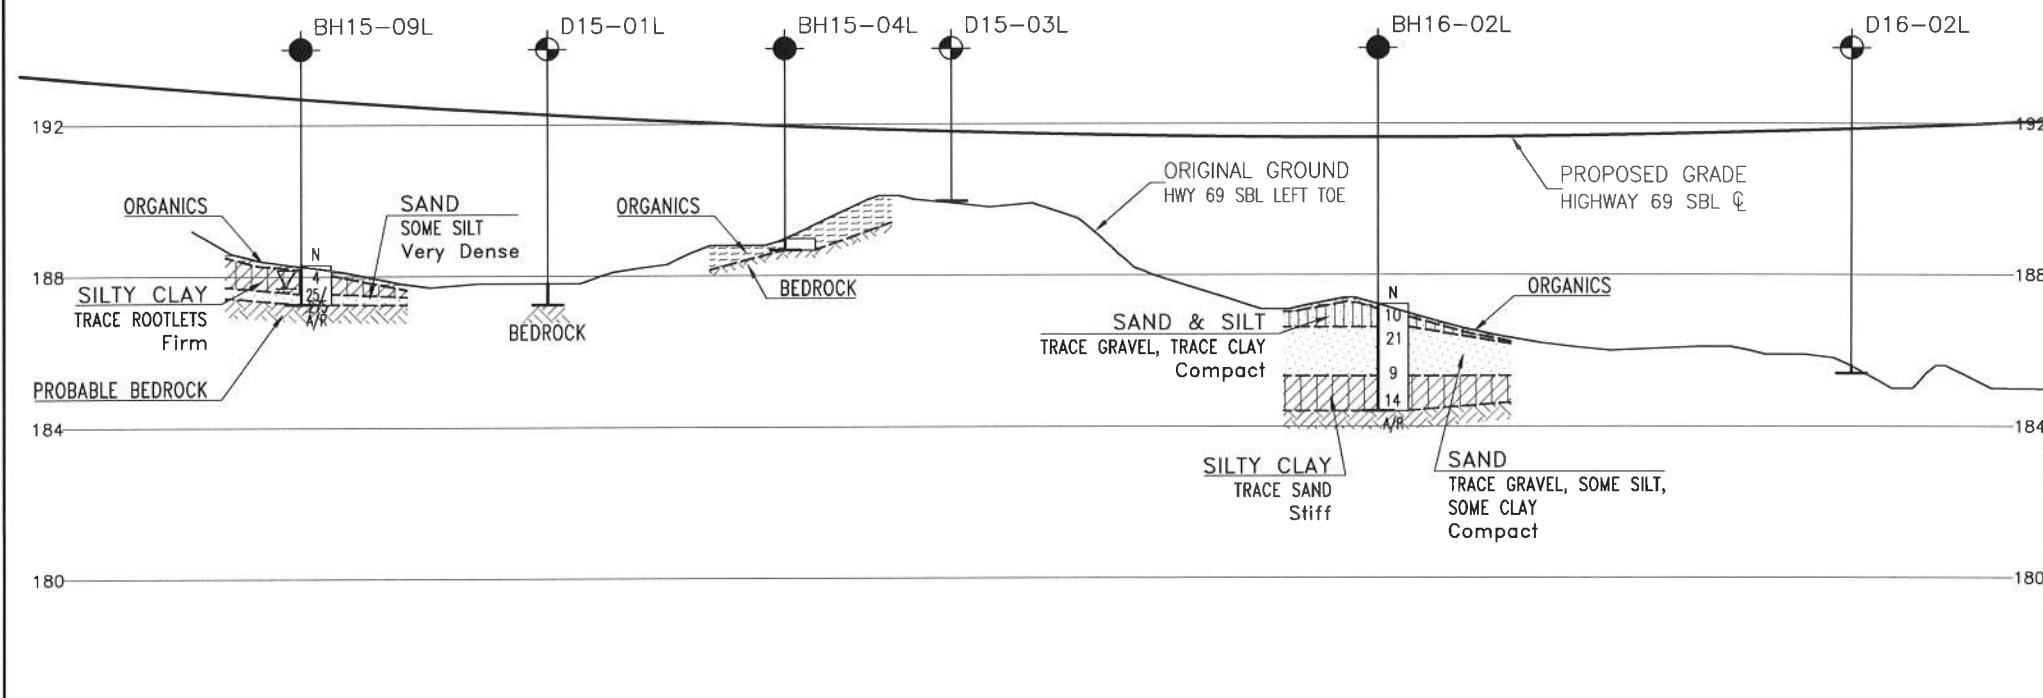 BH15-09L
D15-01L
BH15-04L
D15-03L
BH16-02L
D16-02L
192
192
ORIGINAL GROUND
HWY 69 SBL LEFT TOE
PROPOSED GRADE
HIGHWAY 69 SBL ℄
ORGANICS
SAND
SOME SILT
Very Dense
ORGANICS
N
4
25/
A/R
188
188
SILTY CLAY
TRACE ROOTLETS
Firm
BEDROCK
BEDROCK
PROBABLE BEDROCK
ORGANICS
N
10
21
9
14
A/R
SAND & SILT
TRACE GRAVEL, TRACE CLAY
Compact
184
184
SILTY CLAY
TRACE SAND
Stiff
SAND
TRACE GRAVEL, SOME SILT,
SOME CLAY
Compact
180
180